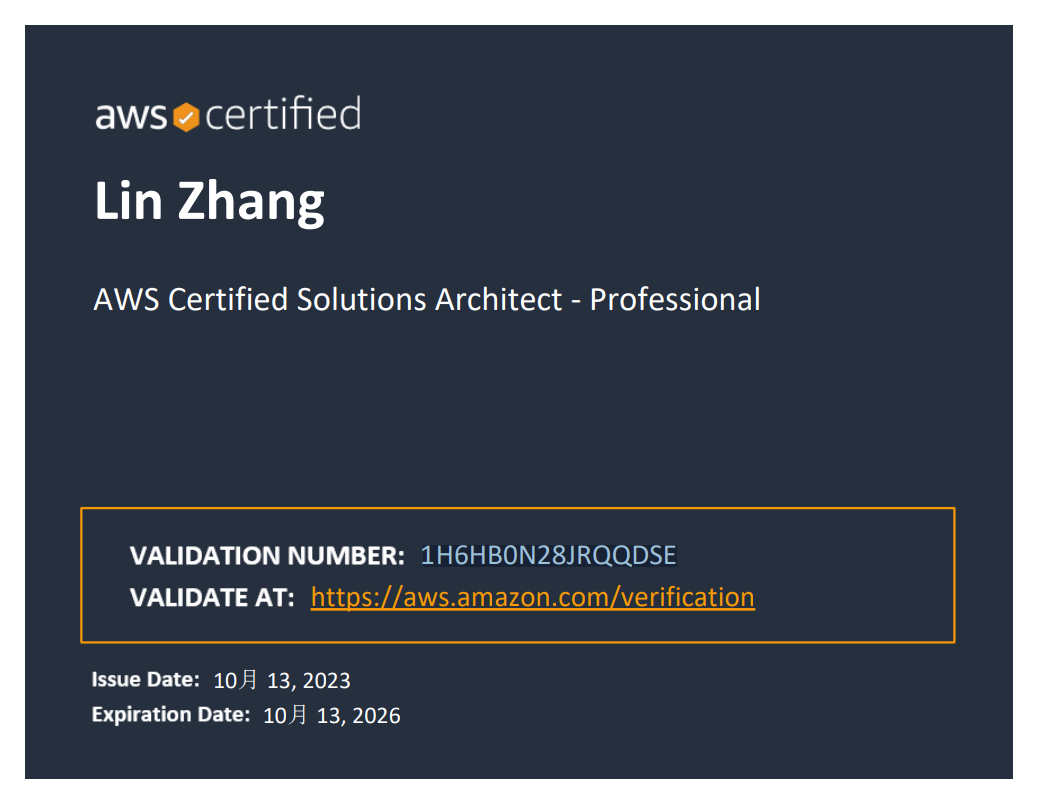 aws certified
Lin Zhang
AWS Certified Solutions Architect - Professional
VALIDATION NUMBER: 1H6HB0N28JRQQDSE
VALIDATE AT: https://aws.amazon.com/verification
Issue Date: 10月 13, 2023
Expiration Date: 10月 13, 2026